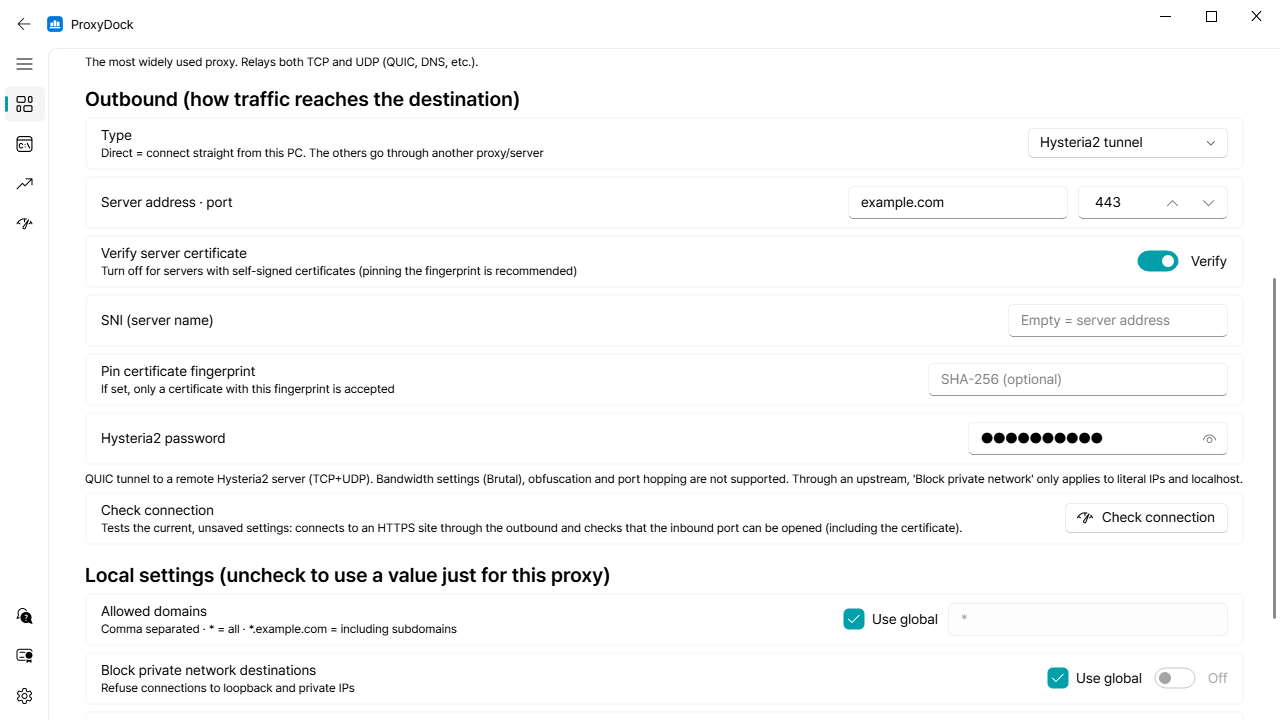 ProxyDock
The most widely used proxy. Relays both TCP and UDP (QUIC, DNS, etc.).
Outbound (how traffic reaches the destination)
Type
Direct = connect straight from this PC. The others go through another proxy/server
Hysteria2 tunnel
Server address · port
example.com
443
Verify server certificate
Turn off for servers with self-signed certificates (pinning the fingerprint is recommended)
Verify
SNI (server name)
Empty = server address
Pin certificate fingerprint
If set, only a certificate with this fingerprint is accepted
SHA-256 (optional)
Hysteria2 password
●●●●●●●●●●
QUIC tunnel to a remote Hysteria2 server (TCP+UDP). Bandwidth settings (Brutal), obfuscation and port hopping are not supported. Through an upstream, 'Block private network' only applies to literal IPs and localhost.
Check connection
Tests the current, unsaved settings: connects to an HTTPS site through the outbound and checks that the inbound port can be opened (including the certificate).
Check connection
Local settings (uncheck to use a value just for this proxy)
Allowed domains
Comma separated · * = all · *.example.com = including subdomains
Use global
*
Block private network destinations
Refuse connections to loopback and private IPs
Use global
Off